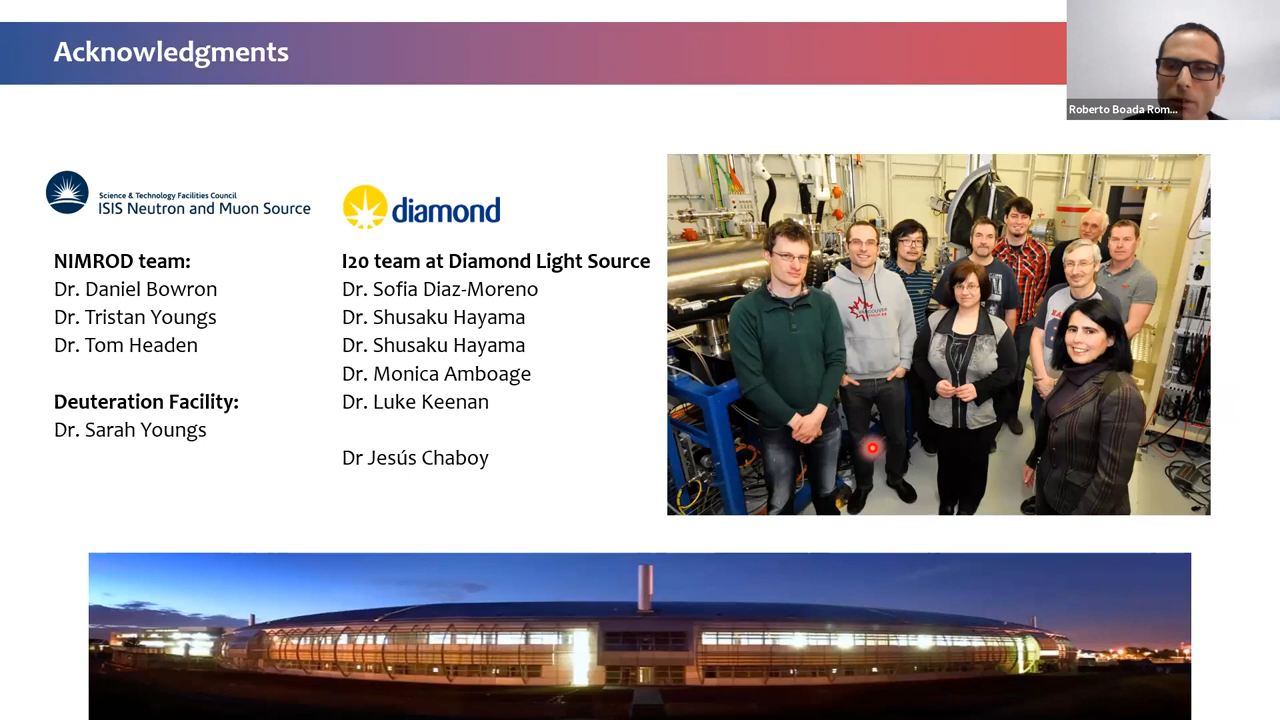 Acknowledgments
Roberto Boada Rom...
Science & Technology Facilities Council
ISIS Neutron and Muon Source
diamond
NIMROD team:
Dr. Daniel Bowron
Dr. Tristan Youngs
Dr. Tom Headen
Deuteration Facility:
Dr. Sarah Youngs
I20 team at Diamond Light Source
Dr. Sofia Diaz-Moreno
Dr. Shusaku Hayama
Dr. Shusaku Hayama
Dr. Monica Amboage
Dr. Luke Keenan
Dr Jesús Chaboy
VANCOUVER